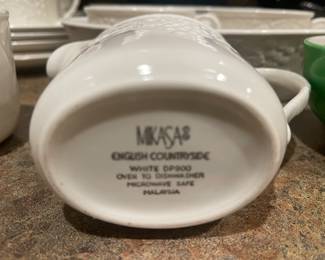 MIKASA®
ENGLISH COUNTRYSIDE
WHITE DP900
OVEN TO DISHWASHER
MICROWAVE SAFE
MALAYSIA